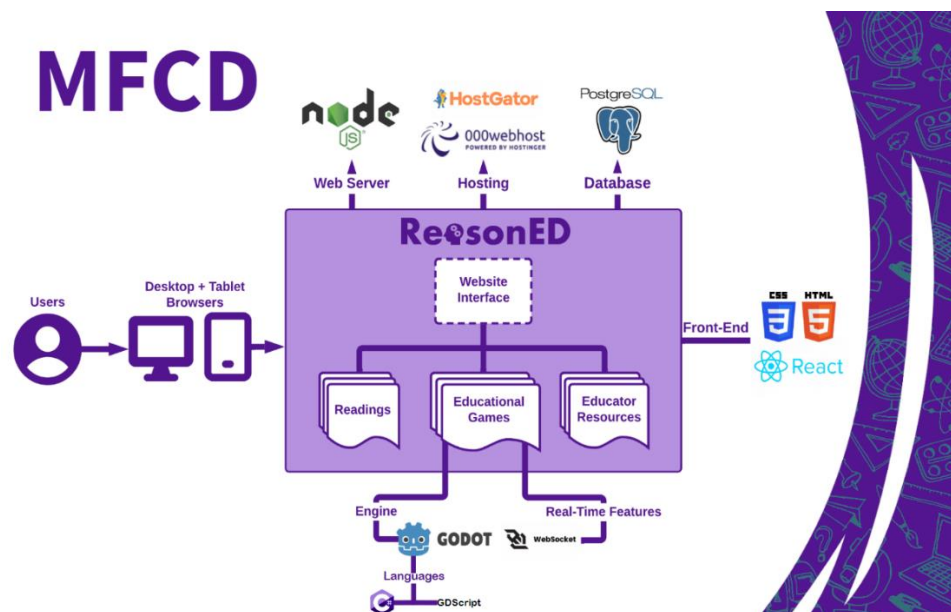 MFCD
node
JS
HostGator
000webhost
POWERED BY HOSTINGER
PostgreSQL
Web Server
Hosting
Database
ReasonED
Website
Interface
Users
Desktop + Tablet
Browsers
Front-End
CSS
3
HTML
5
React
Readings
Educational
Games
Educator
Resources
Engine
Real-Time Features
GODOT
WebSocket
Languages
C#
GDScript